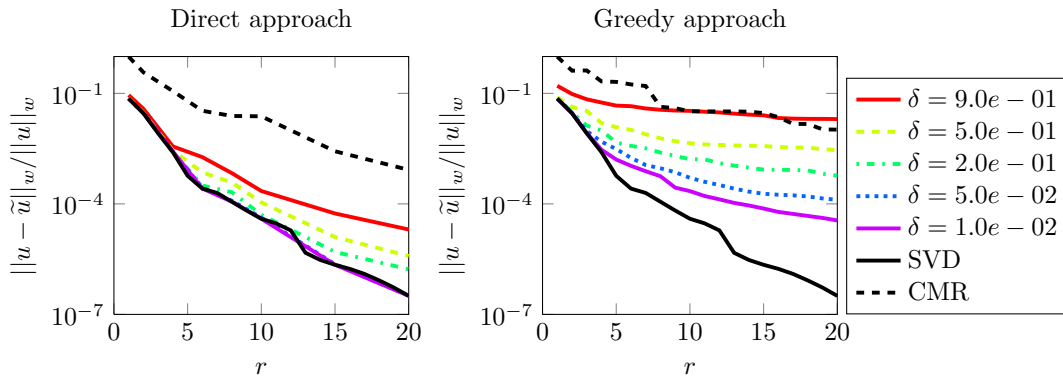 Direct approach
||u − ũ||_w/||u||_w
10^−1
10^−4
10^−7
0 5 10 15 20
r
Greedy approach
||u − ũ||_w/||u||_w
10^−1
10^−4
10^−7
0 5 10 15 20
r
δ = 9.0e − 01
δ = 5.0e − 01
δ = 2.0e − 01
δ = 5.0e − 02
δ = 1.0e − 02
SVD
CMR